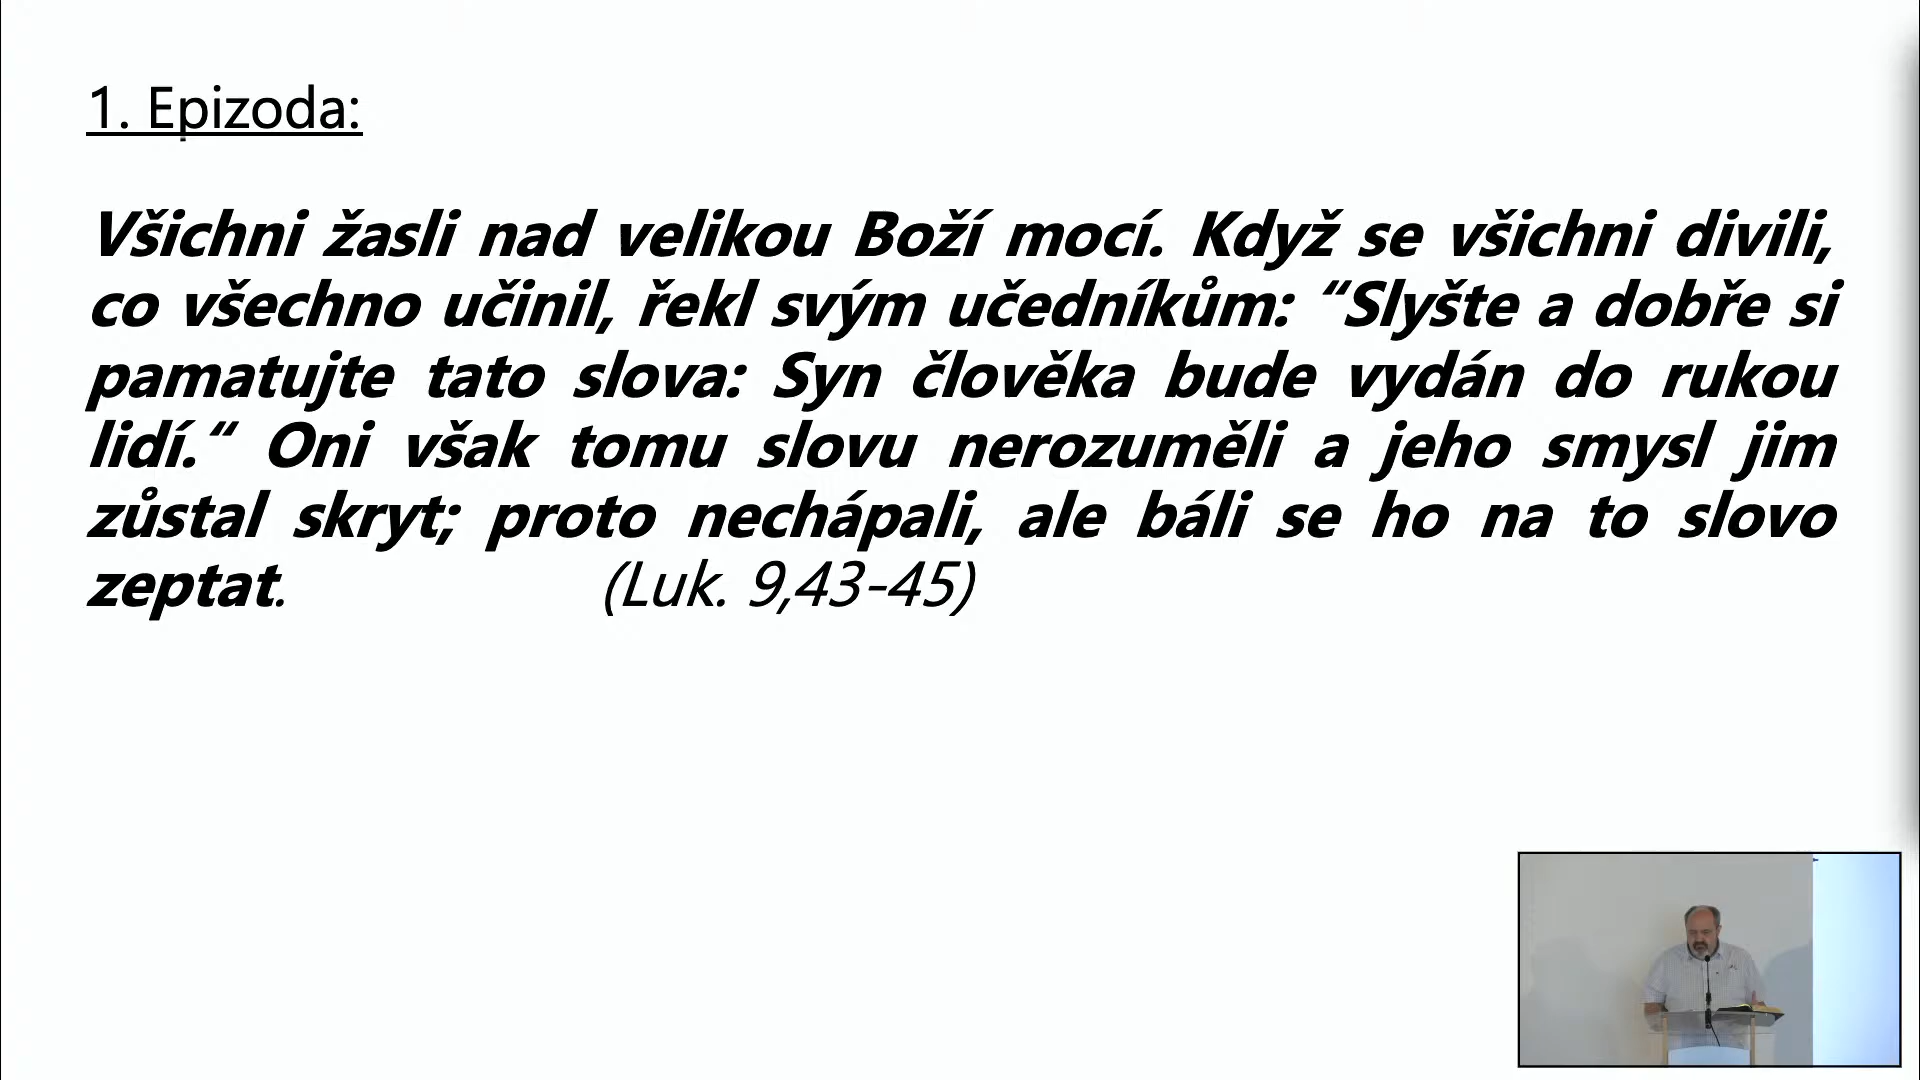 1. Epizoda:
Všichni žasli nad velikou Boží mocí. Když se všichni divili,
co všechno učinil, řekl svým učedníkům: “Slyšte a dobře si
pamatujte tato slova: Syn člověka bude vydán do rukou
lidí.“ Oni však tomu slovu nerozuměli a jeho smysl jim
zůstal skryt; proto nechápali, ale báli se ho na to slovo
zeptat. (Luk. 9,43-45)